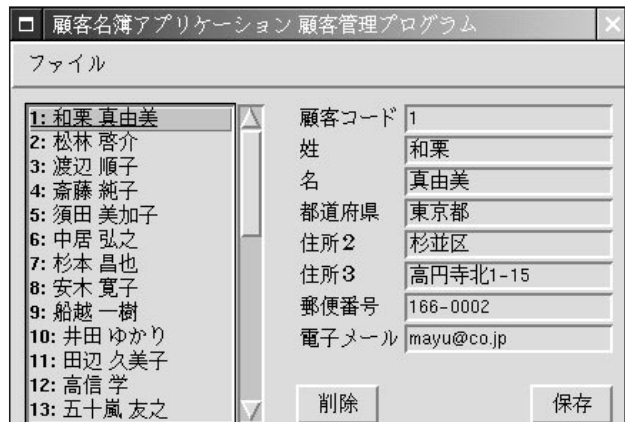 顧客名簿アプリケーション 顧客管理プログラム
ファイル
1: 和栗 真由美
2: 松林 啓介
3: 渡辺 順子
4: 斎藤 純子
5: 須田 美加子
6: 中居 弘之
7: 杉本 昌也
8: 安木 寛子
9: 船越 一樹
10: 井田 ゆかり
11: 田辺 久美子
12: 高信 学
13: 五十嵐 友之
顧客コード 1
姓 和栗
名 真由美
都道府県 東京都
住所2 杉並区
住所3 高円寺北1-15
郵便番号 166-0002
電子メール mayu@co.jp
削除 保存